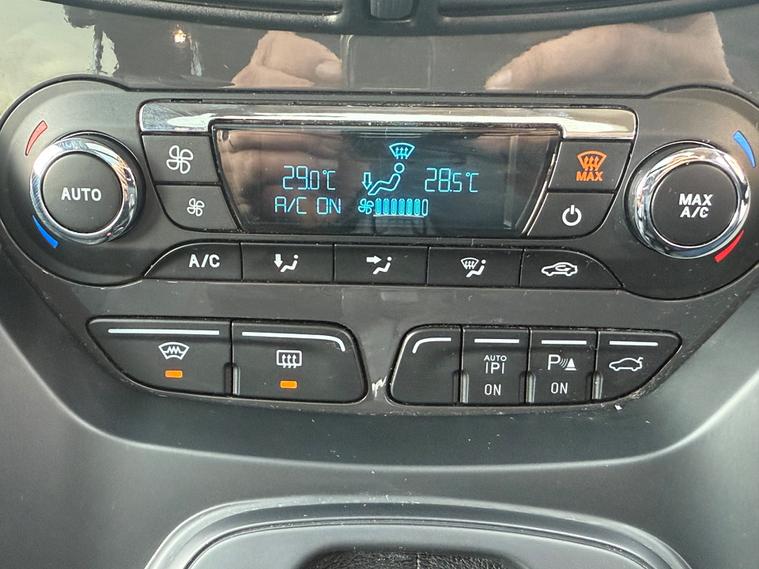 29.0°C 28.5°C
A/C ON
AUTO
MAX
MAX
A/C
A/C
AUTO
P
ON
P
ON